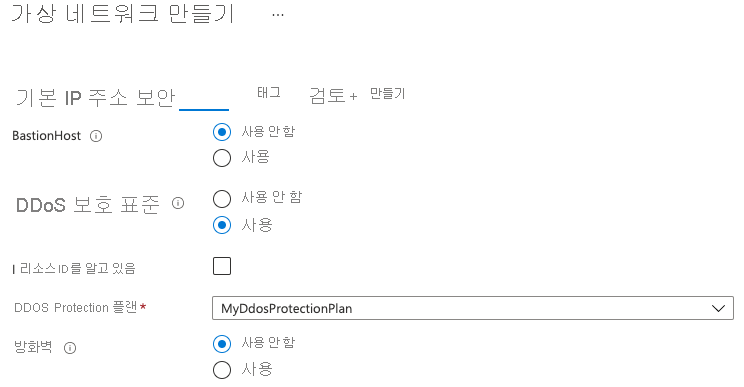 가상 네트워크 만들기 ...
기본 IP 주소 보안 태그 검토 + 만들기
BastionHost 사용 안 함
사용
DDoS 보호 표준 사용 안 함
사용
I 리소스 ID를 알고 있음
DDOS Protection 플랜* MyDdosProtectionPlan
방화벽 사용 안 함
사용